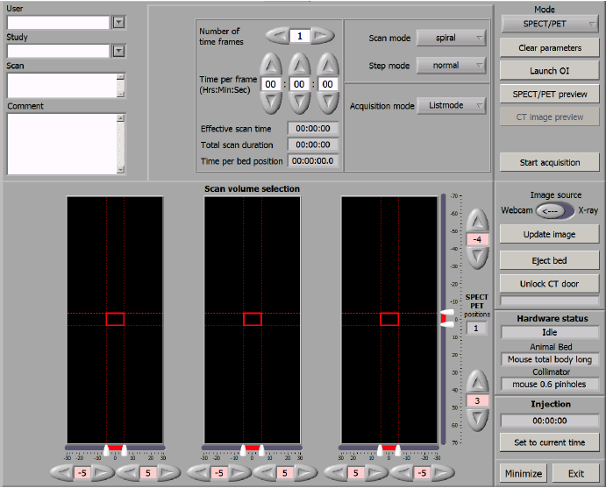 User
Study
Scan
Comment
Number of
time frames
1
Time per frame
(Hrs:Min:Sec)
00 : 00 : 00
Effective scan time 00:00:00
Total scan duration 00:00:00
Time per bed position 00:00:00.0
Scan mode spiral
Step mode normal
Acquisition mode Listmode
Mode
SPECT/PET
Clear parameters
Launch OI
SPECT/PET preview
CT image preview
Start acquisition
Scan volume selection
-70
-60
-50
-40
-30
-20
-10
0
10
20
30
40
50
60
70
-4
SPECT
PET
positions
1
3
-30 -20 -10 0 10 20 30
-30 -20 -10 0 10 20 30
30 20 10 0 -10 -20 -30
-5 5 -5 5 -5 5
Image source
Webcam <--- X-ray
Update image
Eject bed
Unlock CT door
Hardware status
Idle
Animal Bed
Mouse total body long
Collimator
mouse 0.6 pinholes
Injection
00:00:00
Set to current time
Minimize Exit